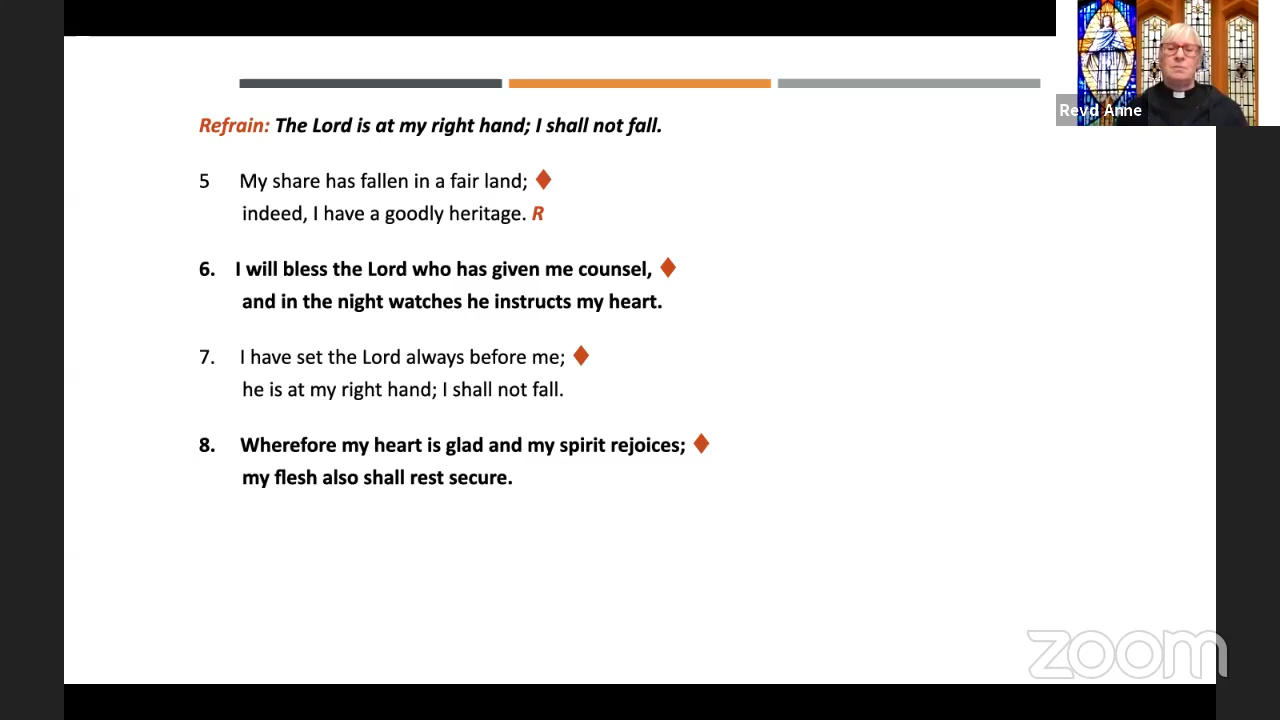 Refrain: The Lord is at my right hand; I shall not fall.
5 My share has fallen in a fair land; ♦
indeed, I have a goodly heritage. R
6. I will bless the Lord who has given me counsel, ♦
and in the night watches he instructs my heart.
7. I have set the Lord always before me; ♦
he is at my right hand; I shall not fall.
8. Wherefore my heart is glad and my spirit rejoices; ♦
my flesh also shall rest secure.
Revd Anne
zoom